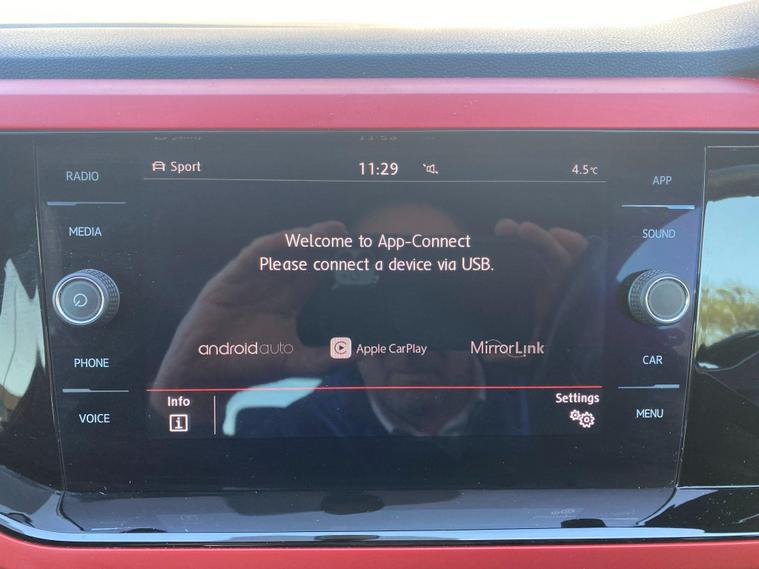 RADIO
MEDIA
PHONE
VOICE
Sport
11:29
4.5°C
Welcome to App-Connect
Please connect a device via USB.
androidauto
Apple CarPlay
MirrorLink
Info
i
Settings
APP
SOUND
CAR
MENU